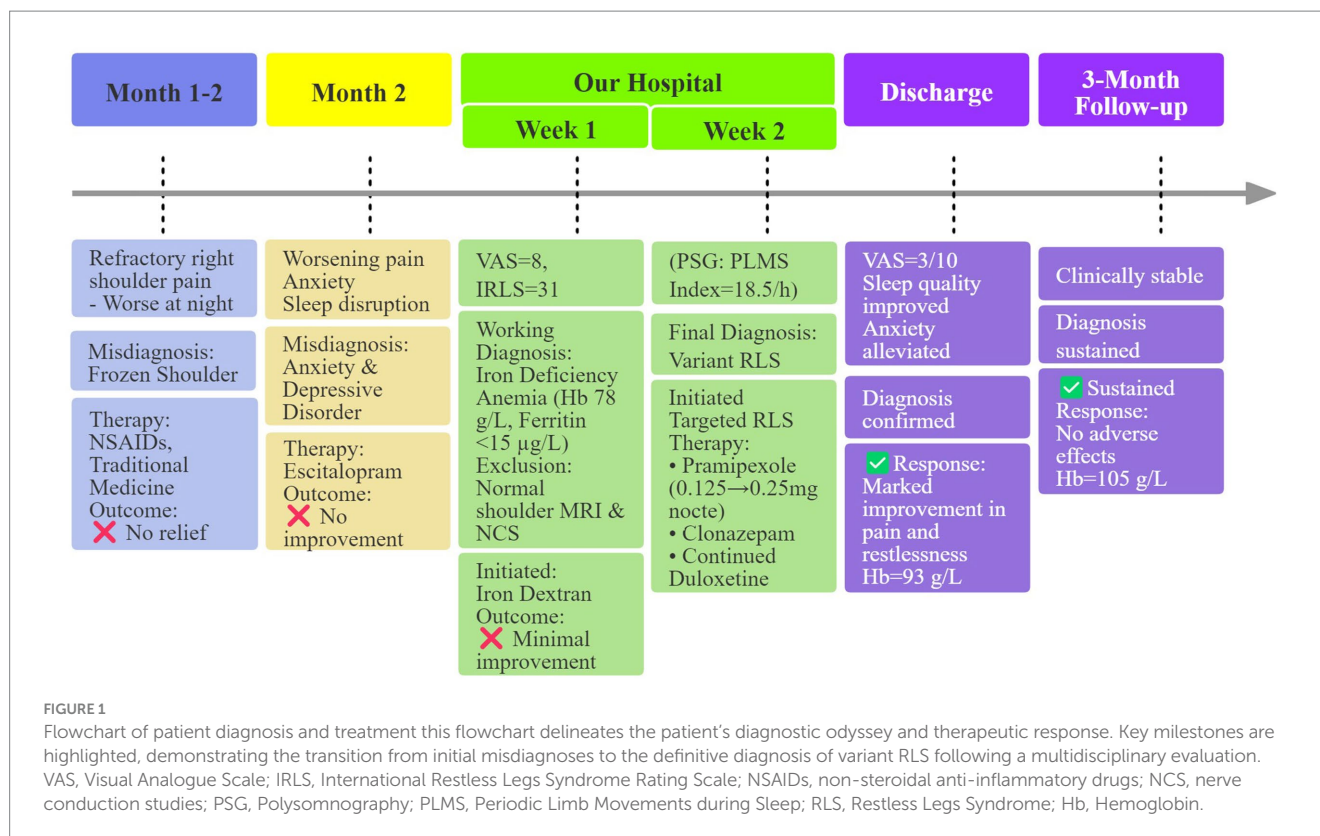 Month 1-2
Month 2
Our Hospital
Week 1
Week 2
Discharge
3-Month
Follow-up
Refractory right
shoulder pain
- Worse at night
Misdiagnosis:
Frozen Shoulder
Therapy:
NSAIDs,
Traditional
Medicine
Outcome:
❌ No relief
Worsening pain
Anxiety
Sleep disruption
Misdiagnosis:
Anxiety &
Depressive
Disorder
Therapy:
Escitalopram
Outcome:
❌ No
improvement
VAS=8,
IRLS=31
Working
Diagnosis:
Iron Deficiency
Anemia (Hb 78
g/L, Ferritin
<15 µg/L)
Exclusion:
Normal
shoulder MRI &
NCS
Initiated:
Iron Dextran
Outcome:
❌ Minimal
improvement
(PSG: PLMS
Index=18.5/h)
Final Diagnosis:
Variant RLS
Initiated
Targeted RLS
Therapy:
• Pramipexole
(0.125→0.25mg
nocte)
• Clonazepam
• Continued
Duloxetine
VAS=3/10
Sleep quality
improved
Anxiety
alleviated
Diagnosis
confirmed
✅ Response:
Marked
improvement in
pain and
restlessness
Hb=93 g/L
Clinically stable
Diagnosis
sustained
✅ Sustained
Response:
No adverse
effects
Hb=105 g/L
FIGURE 1
Flowchart of patient diagnosis and treatment this flowchart delineates the patient's diagnostic odyssey and therapeutic response. Key milestones are
highlighted, demonstrating the transition from initial misdiagnoses to the definitive diagnosis of variant RLS following a multidisciplinary evaluation.
VAS, Visual Analogue Scale; IRLS, International Restless Legs Syndrome Rating Scale; NSAIDs, non-steroidal anti-inflammatory drugs; NCS, nerve
conduction studies; PSG, Polysomnography; PLMS, Periodic Limb Movements during Sleep; RLS, Restless Legs Syndrome; Hb, Hemoglobin.